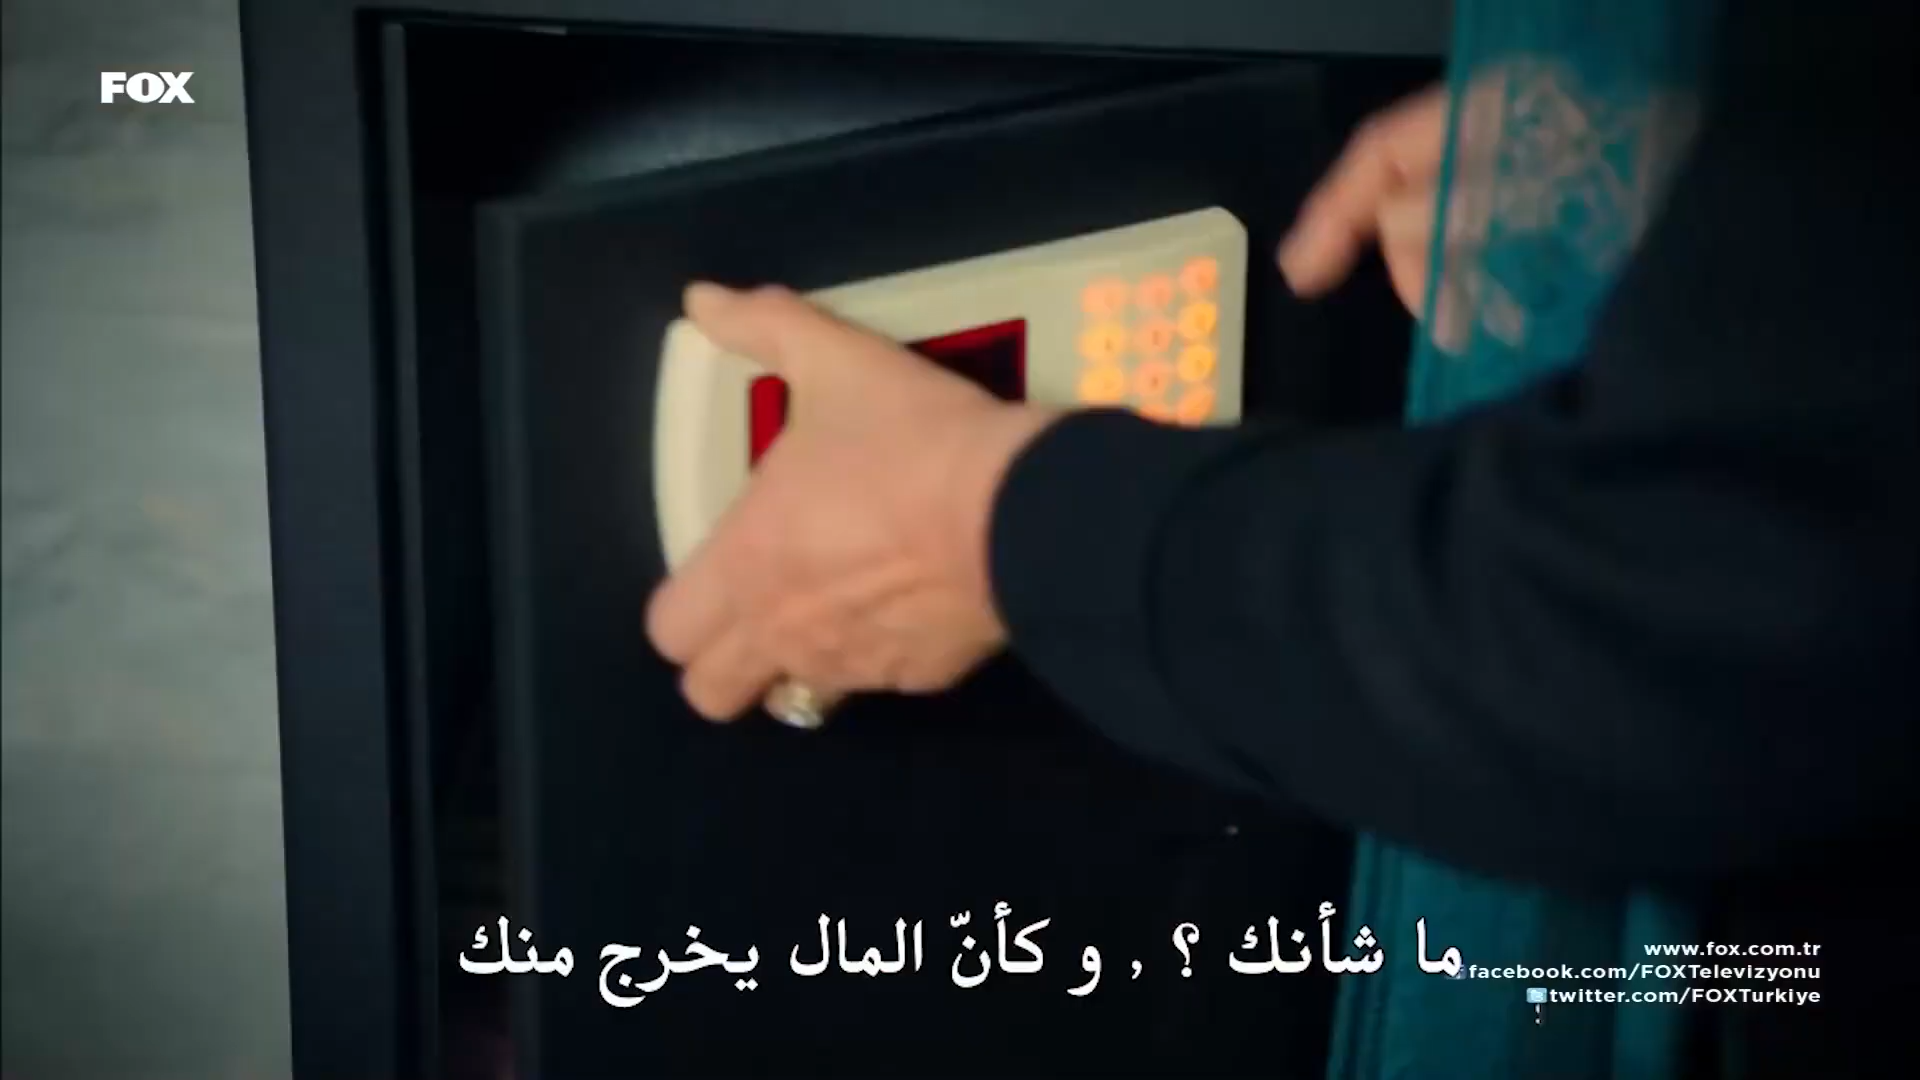 FOX
ما شأنك ؟ , و كأنّ المال يخرج منك
www.fox.com.tr
facebook.com/FOXTelevizyonu
twitter.com/FOXTurkiye